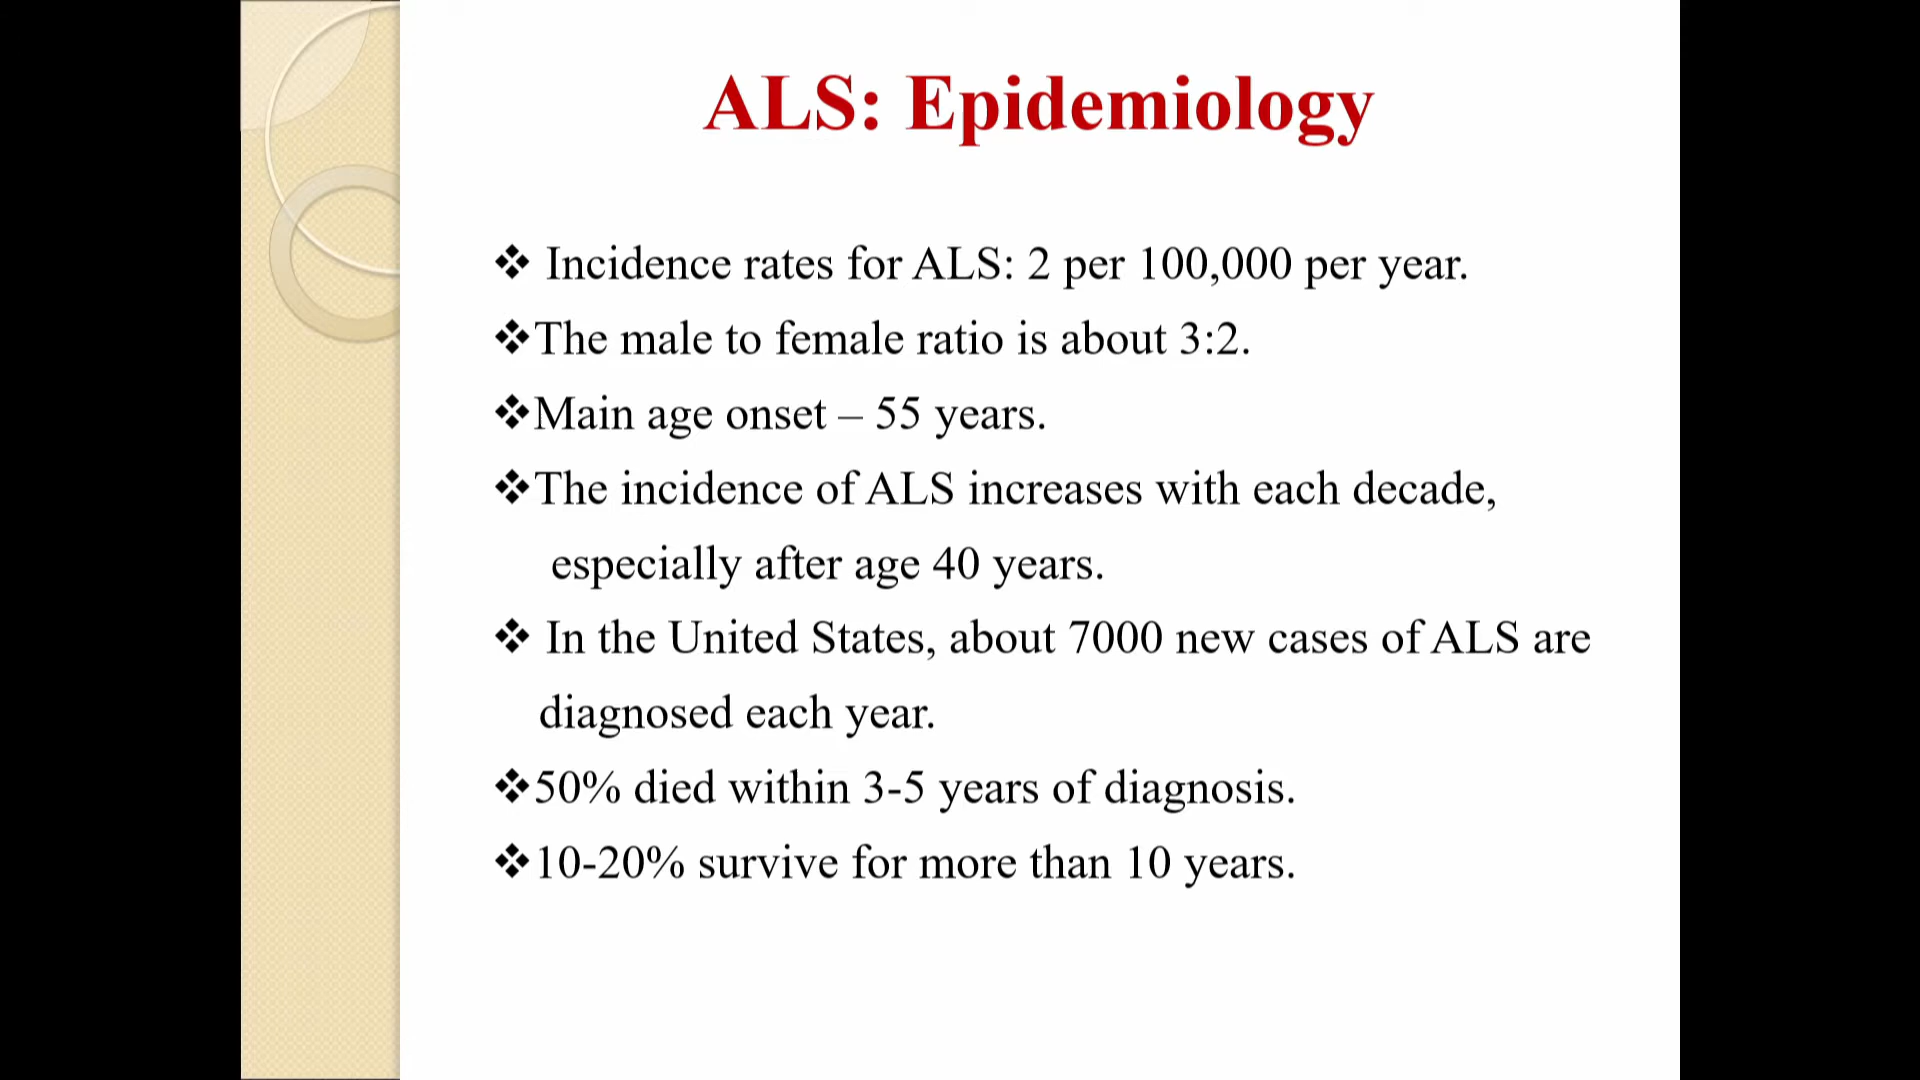 ALS: Epidemiology
❖ Incidence rates for ALS: 2 per 100,000 per year.
❖The male to female ratio is about 3:2.
❖Main age onset – 55 years.
❖The incidence of ALS increases with each decade,
especially after age 40 years.
❖ In the United States, about 7000 new cases of ALS are
diagnosed each year.
❖50% died within 3-5 years of diagnosis.
❖10-20% survive for more than 10 years.